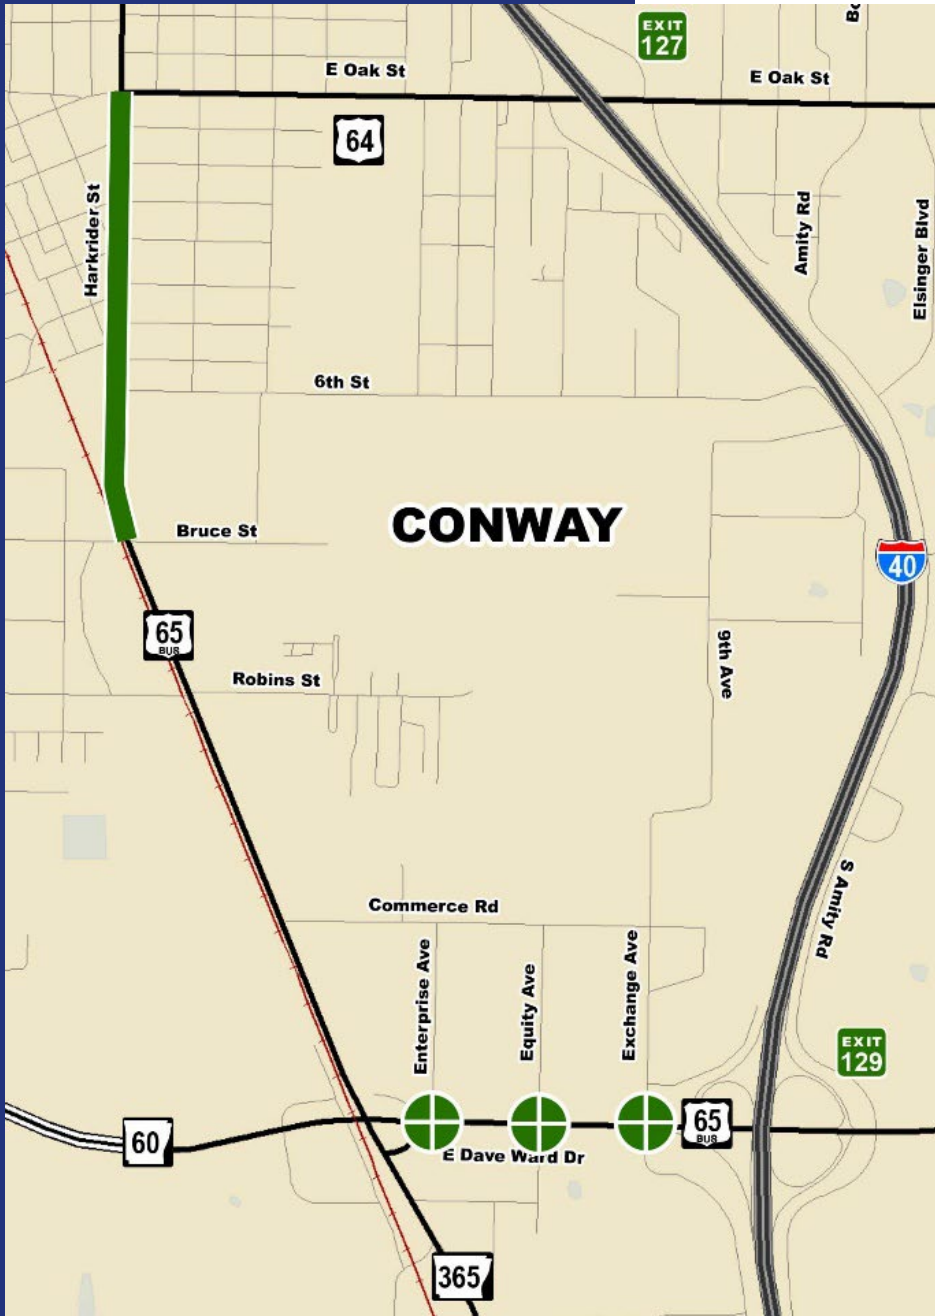 EXIT
127
Bo
E Oak St
E Oak St
64
Harkrider St
Amity Rd
Elsinger Blvd
6th St
CONWAY
Bruce St
40
65
BUS
9th Ave
Robins St
S Amity Rd
Commerce Rd
Enterprise Ave
Equity Ave
Exchange Ave
EXIT
129
65
BUS
60
E Dave Ward Dr
365